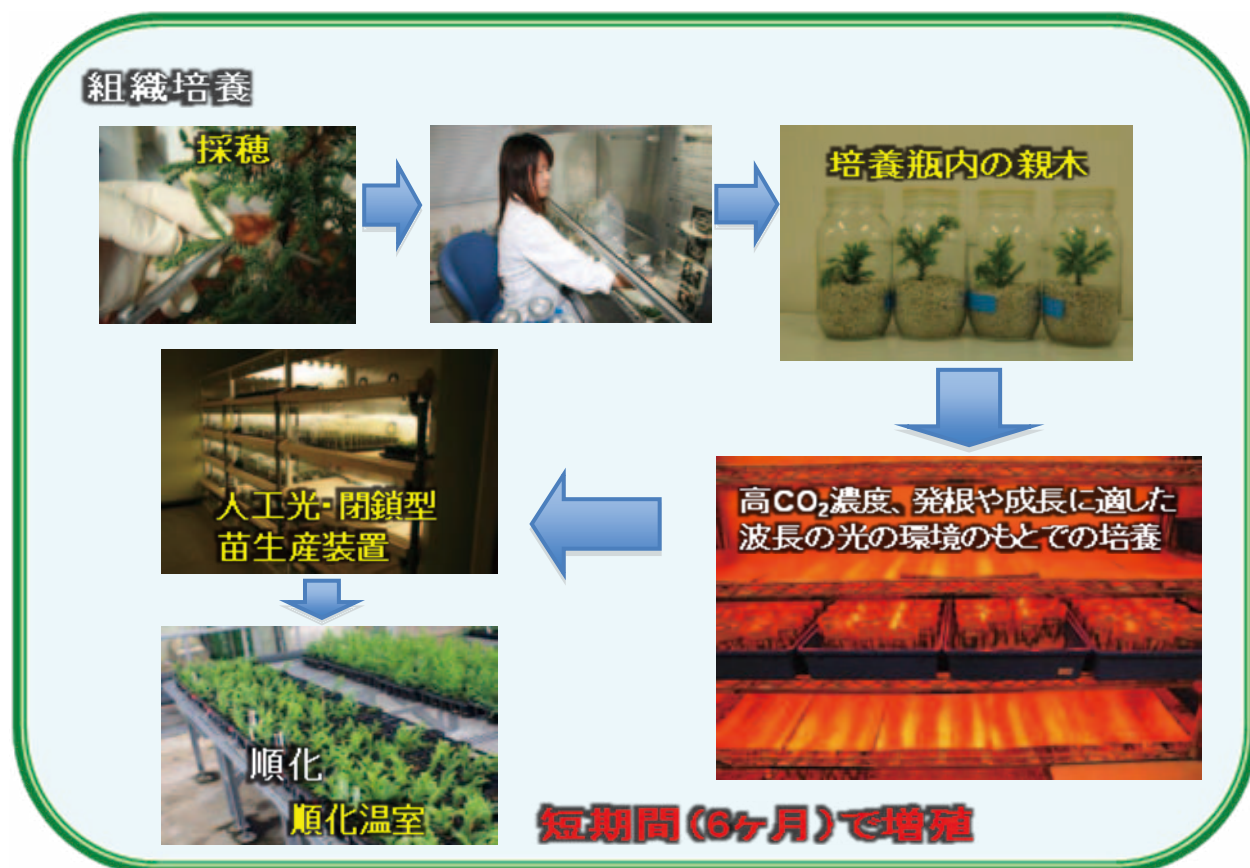 組織培養
採穂
培養瓶内の親木
高CO₂濃度、発根や成長に適した
波長の光の環境のもとでの培養
人工光・閉鎖型
苗生産装置
順化
順化温室
短期間(6ヶ月)で増殖